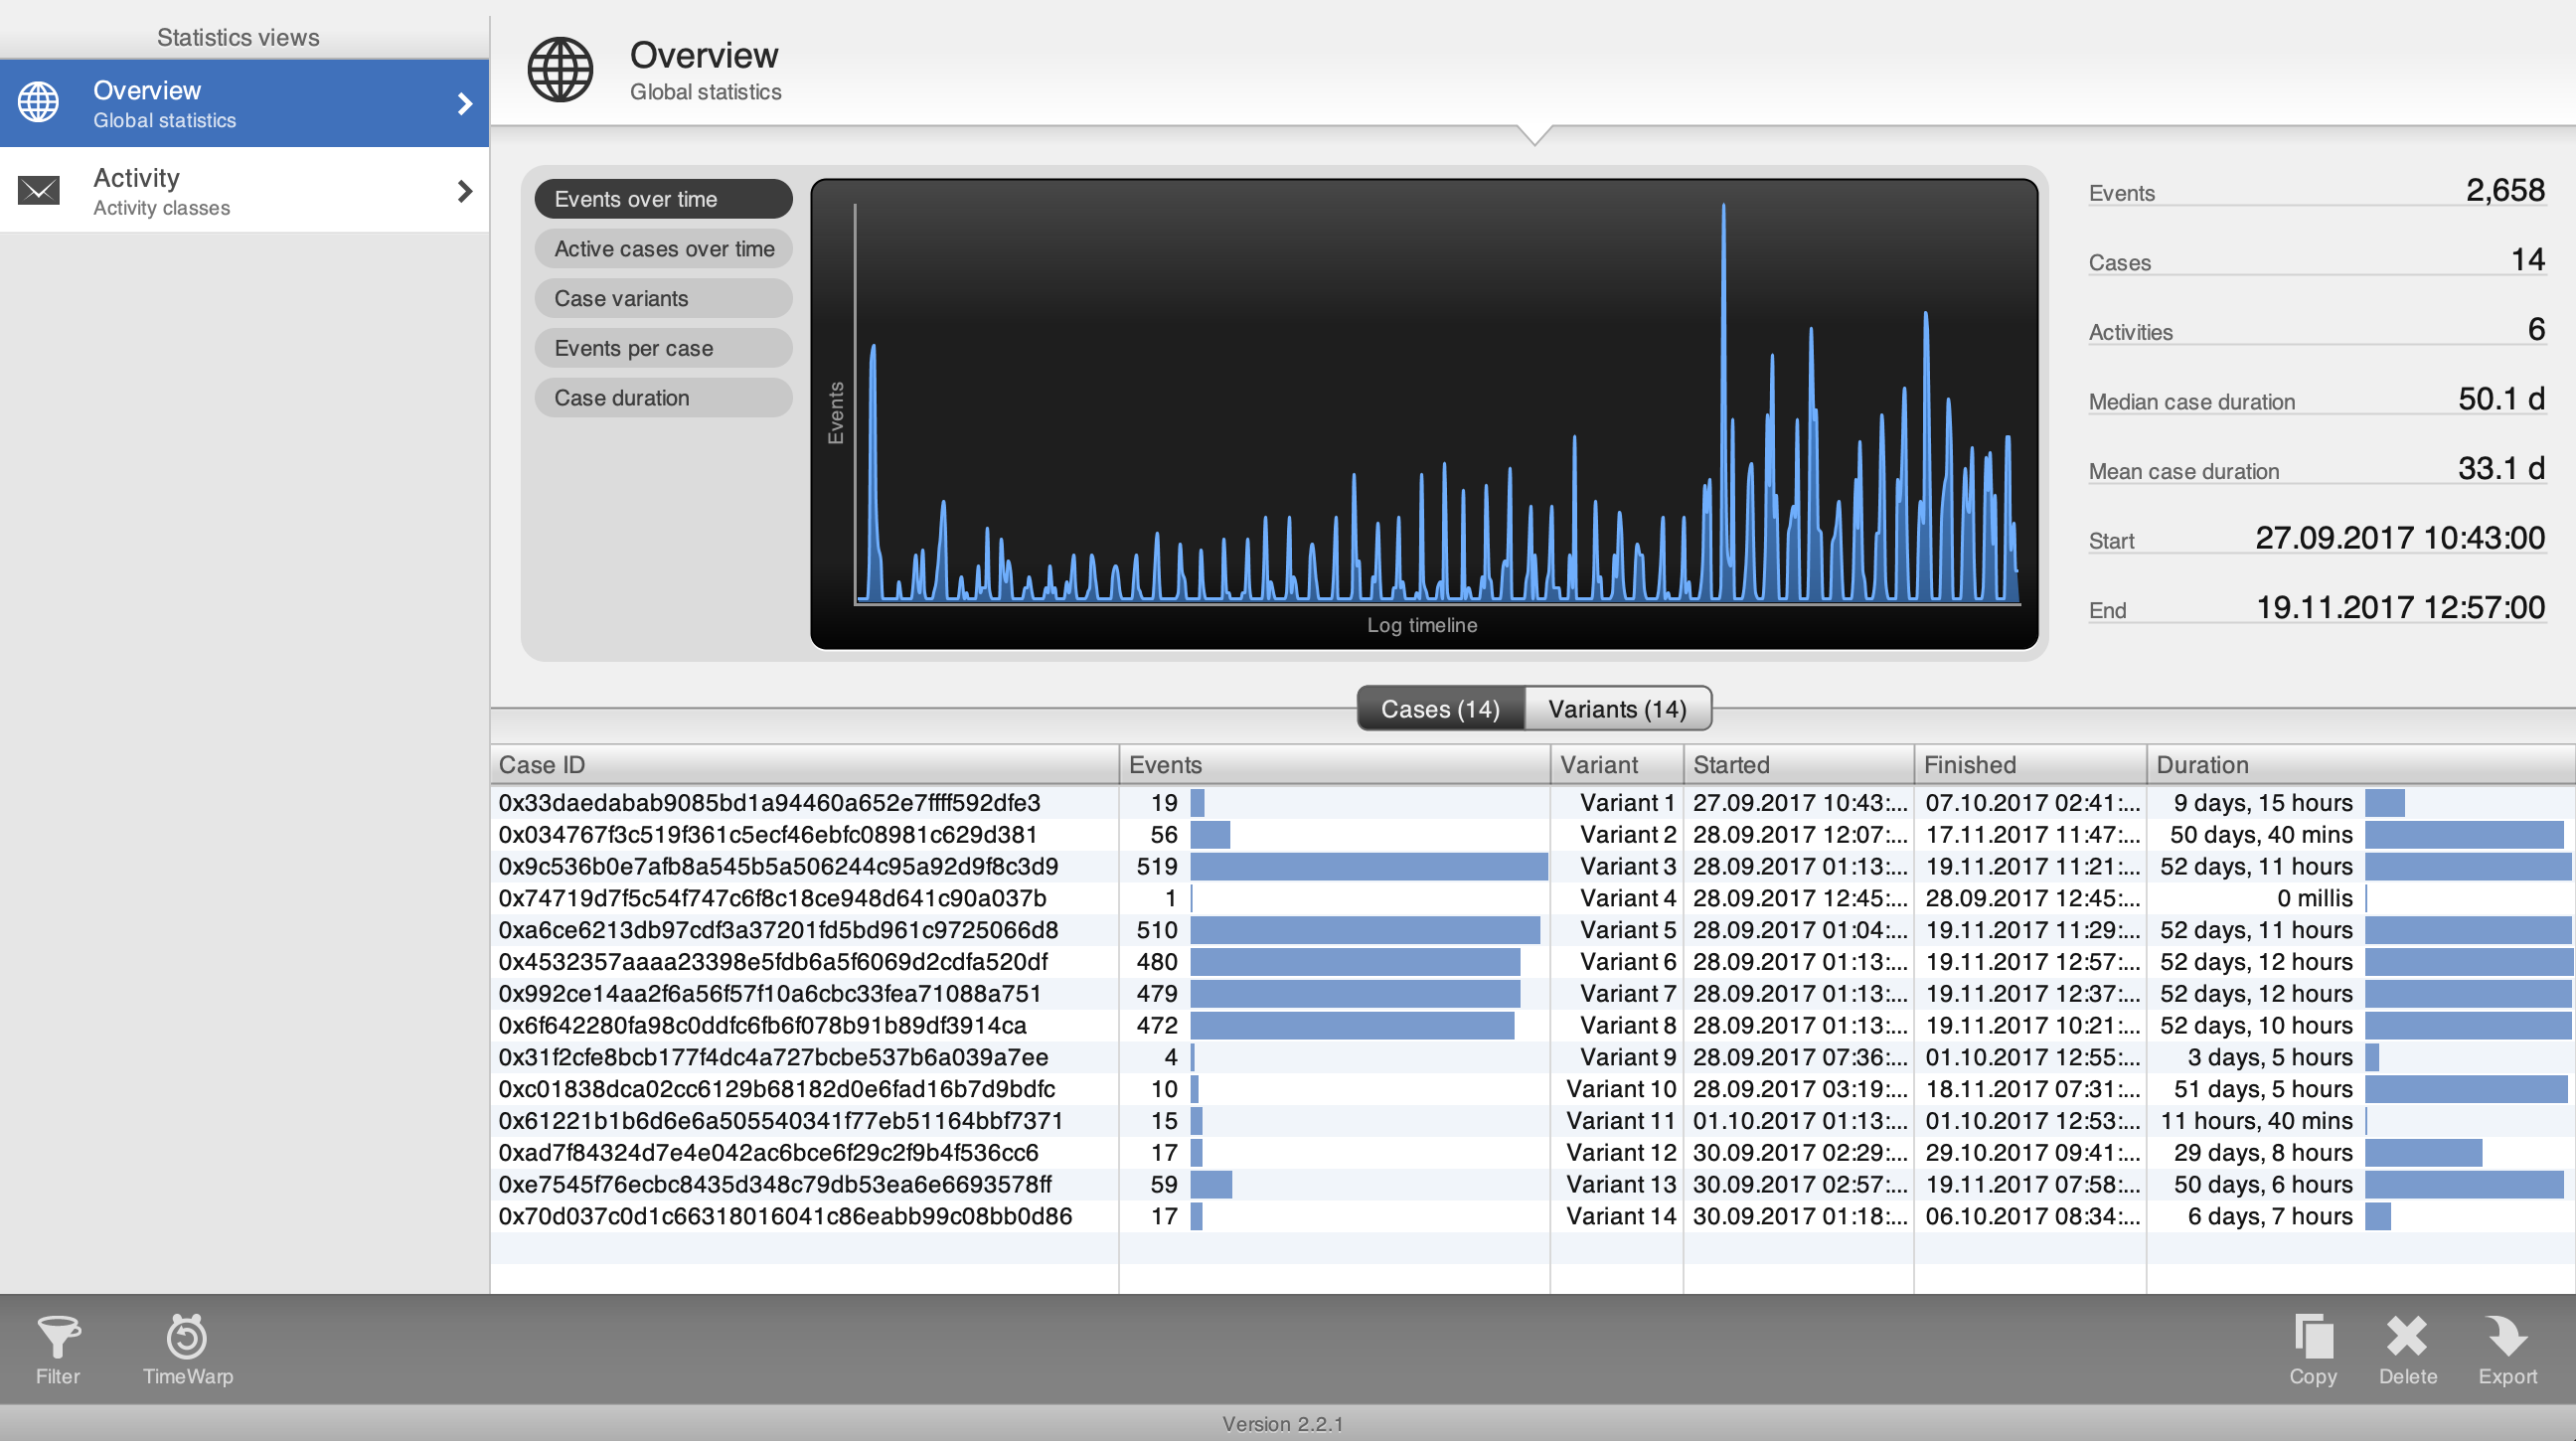 Statistics views
Overview
Global statistics
Activity
Activity classes
Overview
Global statistics
Events over time
Active cases over time
Case variants
Events per case
Case duration
Events
Log timeline
Events 2,658
Cases 14
Activities 6
Median case duration 50.1 d
Mean case duration 33.1 d
Start 27.09.2017 10:43:00
End 19.11.2017 12:57:00
Cases (14) Variants (14)
Case ID Events Variant Started Finished Duration
0x33daedabab9085bd1a94460a652e7ffff592dfe3 19 Variant 1 27.09.2017 10:43:... 07.10.2017 02:41:... 9 days, 15 hours
0x034767f3c519f361c5ecf46ebfc08981c629d381 56 Variant 2 28.09.2017 12:07:... 17.11.2017 11:47:... 50 days, 40 mins
0x9c536b0e7afb8a545b5a506244c95a92d9f8c3d9 519 Variant 3 28.09.2017 01:13:... 19.11.2017 11:21:... 52 days, 11 hours
0x74719d7f5c54f747c6f8c18ce948d641c90a037b 1 Variant 4 28.09.2017 12:45:... 28.09.2017 12:45:... 0 millis
0xa6ce6213db97cdf3a37201fd5bd961c9725066d8 510 Variant 5 28.09.2017 01:04:... 19.11.2017 11:29:... 52 days, 11 hours
0x4532357aaaa23398e5fdb6a5f6069d2cdfa520df 480 Variant 6 28.09.2017 01:13:... 19.11.2017 12:57:... 52 days, 12 hours
0x992ce14aa2f6a56f57f10a6cbc33fea71088a751 479 Variant 7 28.09.2017 01:13:... 19.11.2017 12:37:... 52 days, 12 hours
0x6f642280fa98c0ddfc6fb6f078b91b89df3914ca 472 Variant 8 28.09.2017 01:13:... 19.11.2017 10:21:... 52 days, 10 hours
0x31f2cfe8bcb177f4dc4a727bcbe537b6a039a7ee 4 Variant 9 28.09.2017 07:36:... 01.10.2017 12:55:... 3 days, 5 hours
0xc01838dca02cc6129b68182d0e6fad16b7d9bdfc 10 Variant 10 28.09.2017 03:19:... 18.11.2017 07:31:... 51 days, 5 hours
0x61221b1b6d6e6a505540341f77eb51164bbf7371 15 Variant 11 01.10.2017 01:13:... 01.10.2017 12:53:... 11 hours, 40 mins
0xad7f84324d7e4e042ac6bce6f29c2f9b4f536cc6 17 Variant 12 30.09.2017 02:29:... 29.10.2017 09:41:... 29 days, 8 hours
0xe7545f76ecbc8435d348c79db53ea6e6693578ff 59 Variant 13 30.09.2017 02:57:... 19.11.2017 07:58:... 50 days, 6 hours
0x70d037c0d1c66318016041c86eabb99c08bb0d86 17 Variant 14 30.09.2017 01:18:... 06.10.2017 08:34:... 6 days, 7 hours
Filter TimeWarp Copy Delete Export
Version 2.2.1